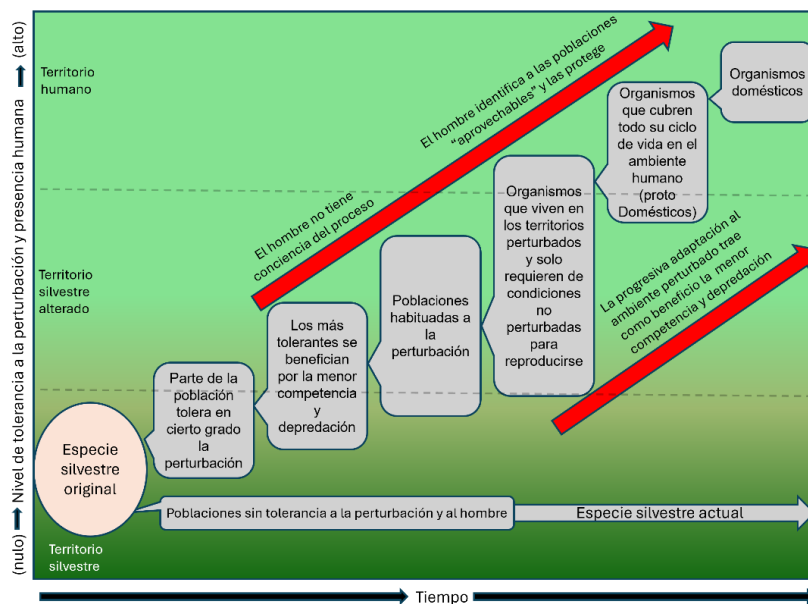 (nulo) Nivel de tolerancia a la perturbación y presencia humana (alto)
Territorio
humano
Territorio
silvestre
alterado
Territorio
silvestre
El hombre no tiene
conciencia del proceso
El hombre identifica a las poblaciones
“aprovechables” y las protege
Especie
silvestre
original
Parte de la
población
tolera en
cierto grado
la
perturbación
Los más
tolerantes se
benefician
por la menor
competencia
y
depredación
Poblaciones
habituadas a
la
perturbación
Organismos
que viven en
los territorios
perturbados
y solo
requieren de
condiciones
no
perturbadas
para
reproducirse
Organismos
que cubren
todo su ciclo
de vida en el
ambiente
humano
(proto
Domésticos)
Organismos
domésticos
La progresiva adaptación al
ambiente perturbado trae
como beneficio la menor
competencia y depredación
Poblaciones sin tolerancia a la perturbación y al hombre
Especie silvestre actual
Tiempo